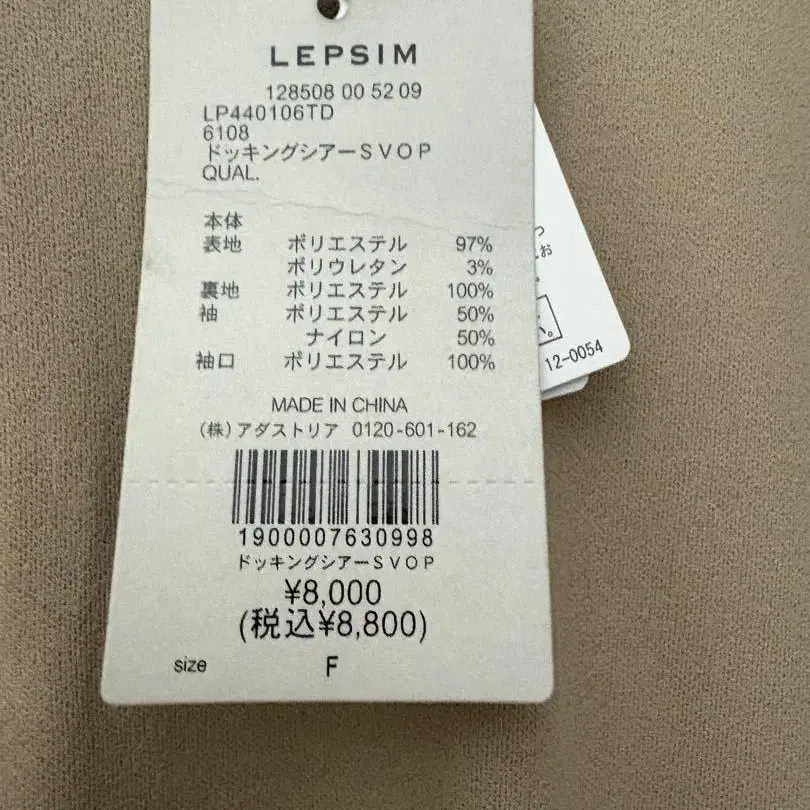 LEPSIM
128508 00 52 09
LP440106TD
6108
ドッキングシアーＳＶＯＰ
QUAL.
本体
表地 ポリエステル 97%
ポリウレタン 3%
裏地 ポリエステル 100%
袖 ポリエステル 50%
ナイロン 50%
袖口 ポリエステル 100%
MADE IN CHINA
(株)アダストリア 0120-601-162
1900007630998
ドッキングシアーＳＶＯＰ
¥8,000
(税込¥8,800)
size F
12-0054